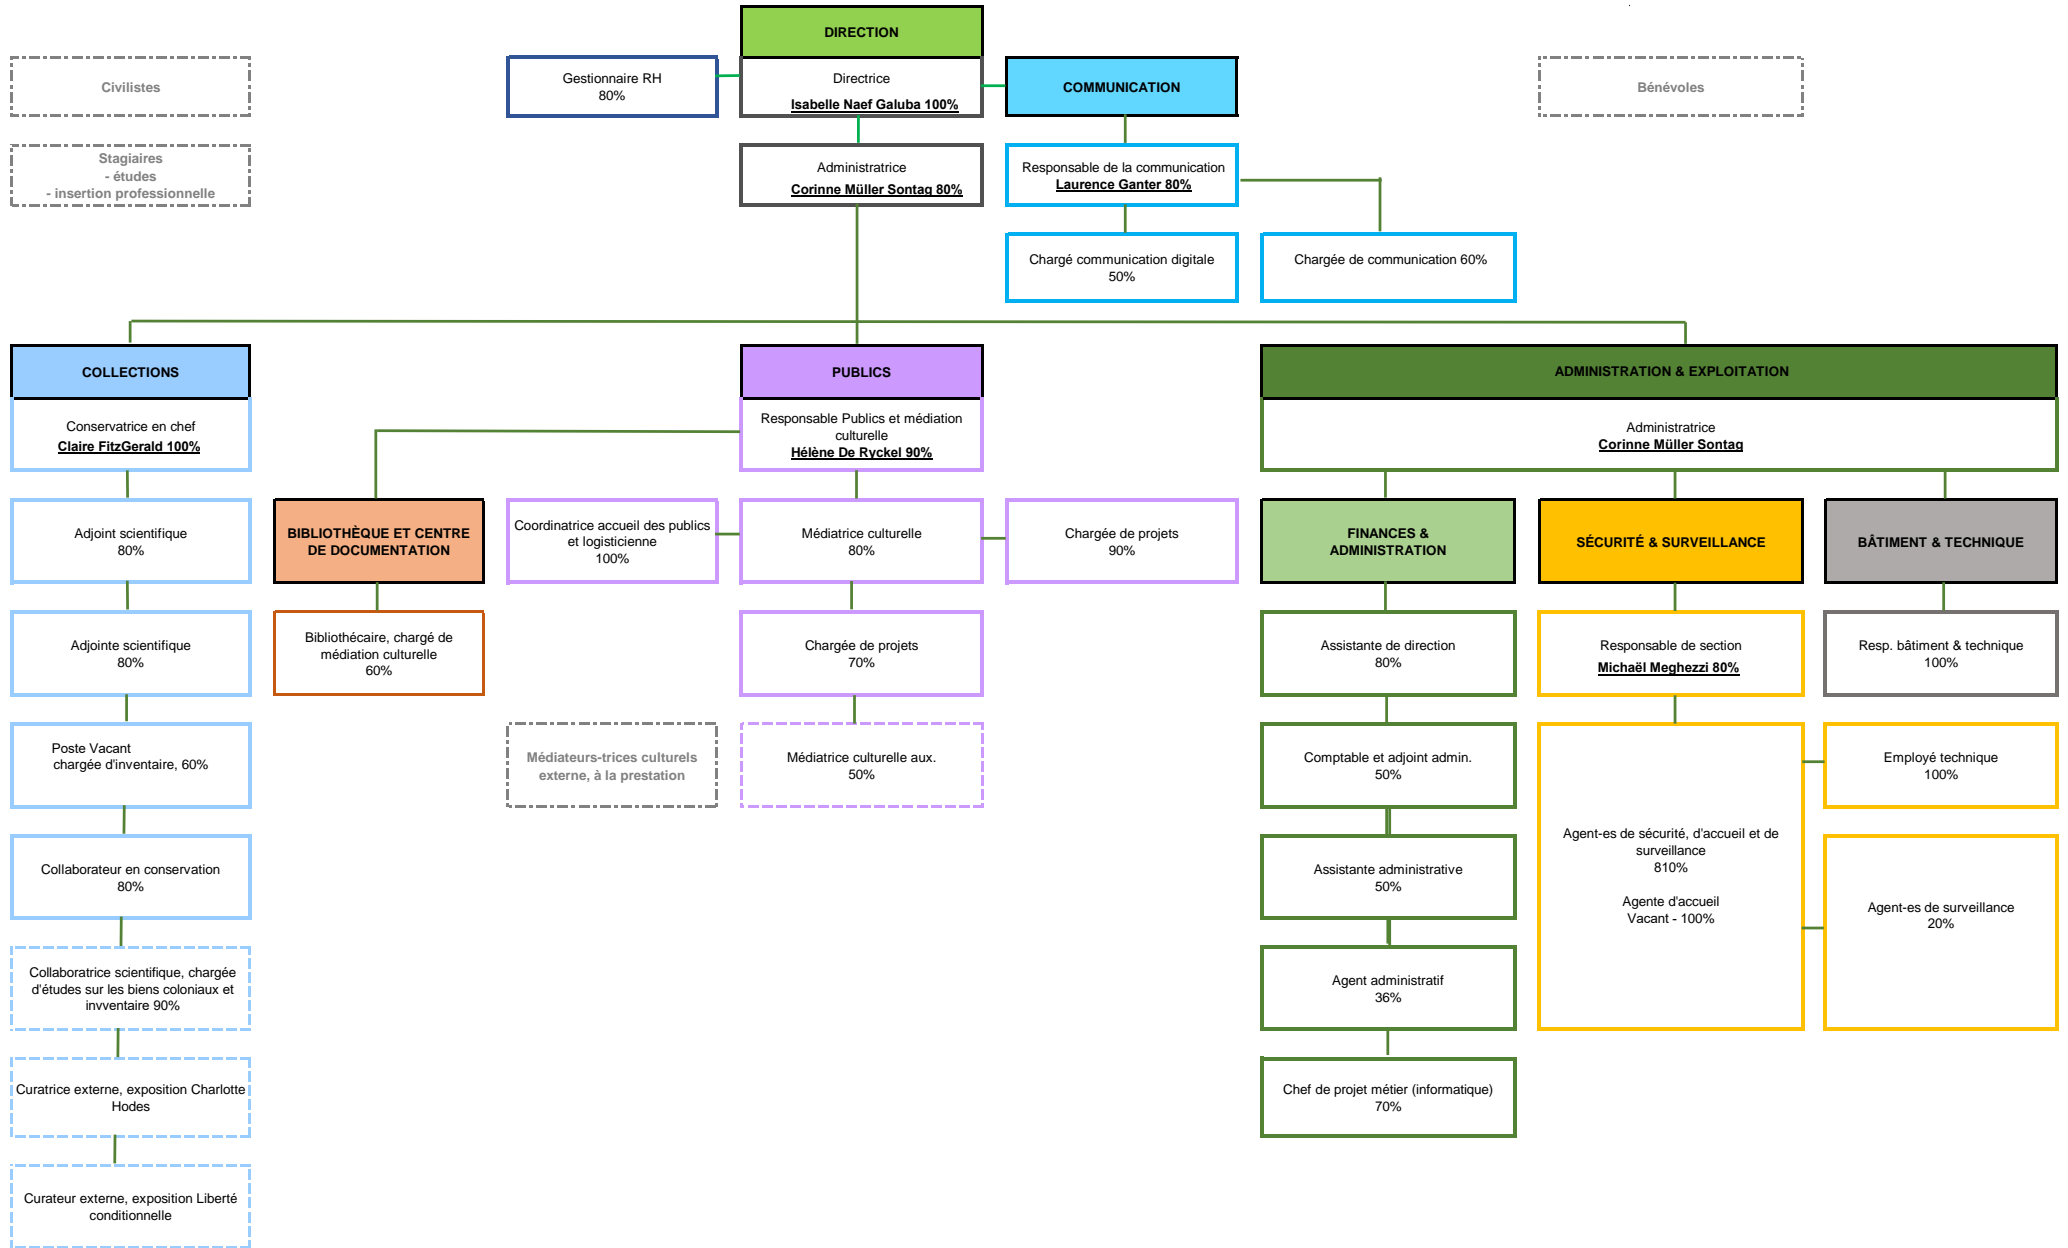 DIRECTION
Civilistes
Gestionnaire RH
80%
Directrice
Isabelle Naef Galuba 100%
COMMUNICATION
Bénévoles
Stagiaires
- études
- insertion professionnelle
Administratrice
Corinne Müller Sontag 80%
Responsable de la communication
Laurence Ganter 80%
Chargé communication digitale
50%
Chargée de communication 60%
COLLECTIONS
PUBLICS
ADMINISTRATION & EXPLOITATION
Conservatrice en chef
Claire FitzGerald 100%
Responsable Publics et médiation
culturelle
Hélène De Ryckel 90%
Administratrice
Corinne Müller Sontag
Adjoint scientifique
80%
BIBLIOTHÈQUE ET CENTRE
DE DOCUMENTATION
Coordinatrice accueil des publics
et logisticienne
100%
Médiatrice culturelle
80%
Chargée de projets
90%
FINANCES &
ADMINISTRATION
SÉCURITÉ & SURVEILLANCE
BÂTIMENT & TECHNIQUE
Adjointe scientifique
80%
Bibliothécaire, chargé de
médiation culturelle
60%
Chargée de projets
70%
Assistante de direction
80%
Responsable de section
Michaël Meghezzi 80%
Resp. bâtiment & technique
100%
Poste Vacant
chargée d'inventaire, 60%
Médiateurs-trices culturels
externe, à la prestation
Médiatrice culturelle aux.
50%
Comptable et adjoint admin.
50%
Agent-es de sécurité, d'accueil et de
surveillance
810%
Agente d'accueil
Vacant - 100%
Employé technique
100%
Collaborateur en conservation
80%
Assistante administrative
50%
Agent-es de surveillance
20%
Collaboratrice scientifique, chargée
d'études sur les biens coloniaux et
invventaire 90%
Agent administratif
36%
Curatrice externe, exposition Charlotte
Hodes
Chef de projet métier (informatique)
70%
Curateur externe, exposition Liberté
conditionnelle